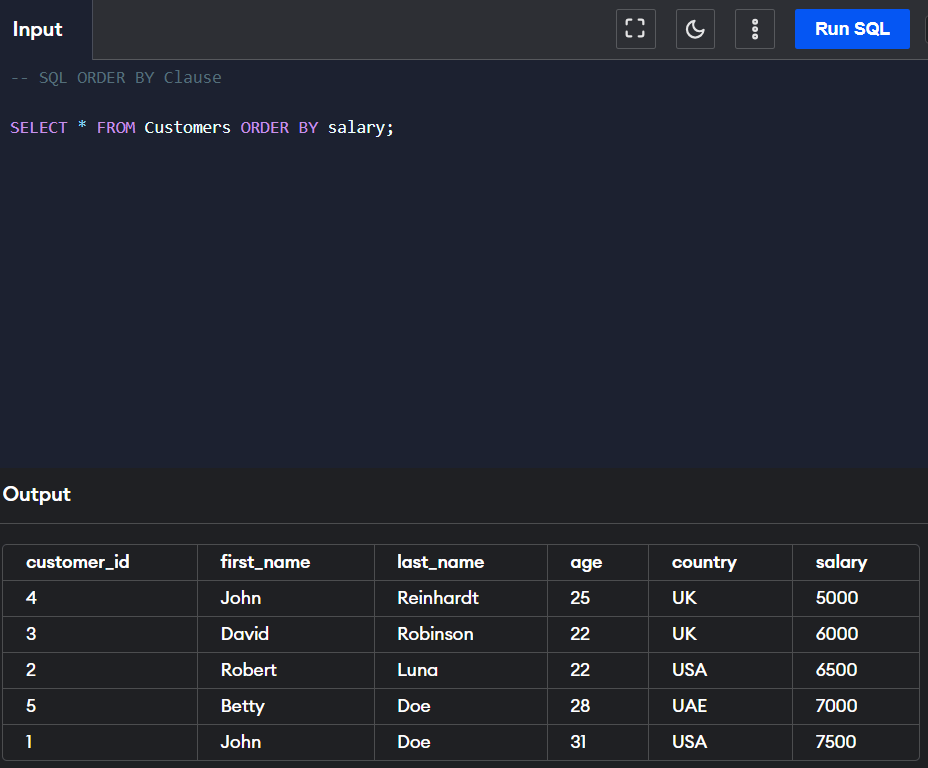 Input
Run SQL
-- SQL ORDER BY Clause
SELECT * FROM Customers ORDER BY salary;
Output
customer_id first_name last_name age country salary
4 John Reinhardt 25 UK 5000
3 David Robinson 22 UK 6000
2 Robert Luna 22 USA 6500
5 Betty Doe 28 UAE 7000
1 John Doe 31 USA 7500